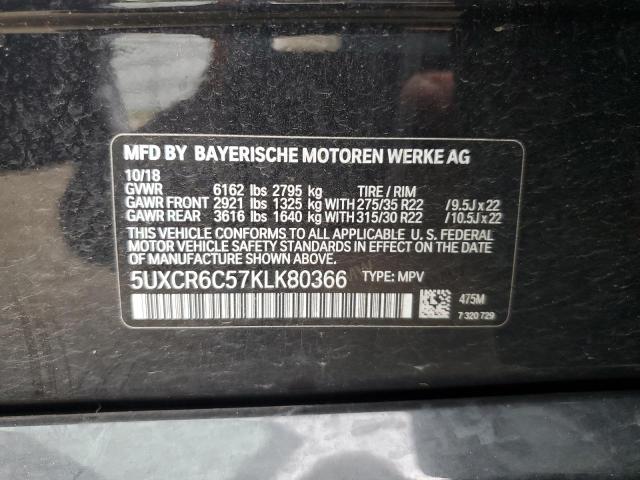 MFD BY BAYERISCHE MOTOREN WERKE AG
10/18
GVWR 6162 lbs 2795 kg TIRE / RIM
GAWR FRONT 2921 lbs 1325 kg WITH 275/35 R22 /9.5J x 22
GAWR REAR 3616 lbs 1640 kg WITH 315/30 R22 /10.5J x 22
THIS VEHICLE CONFORMS TO ALL APPLICABLE U. S. FEDERAL
MOTOR VEHICLE SAFETY STANDARDS IN EFFECT ON THE DATE
OF MANUFACTURE SHOWN ABOVE.
5UXCR6C57KLK80366 TYPE: MPV
475M
7 320 729